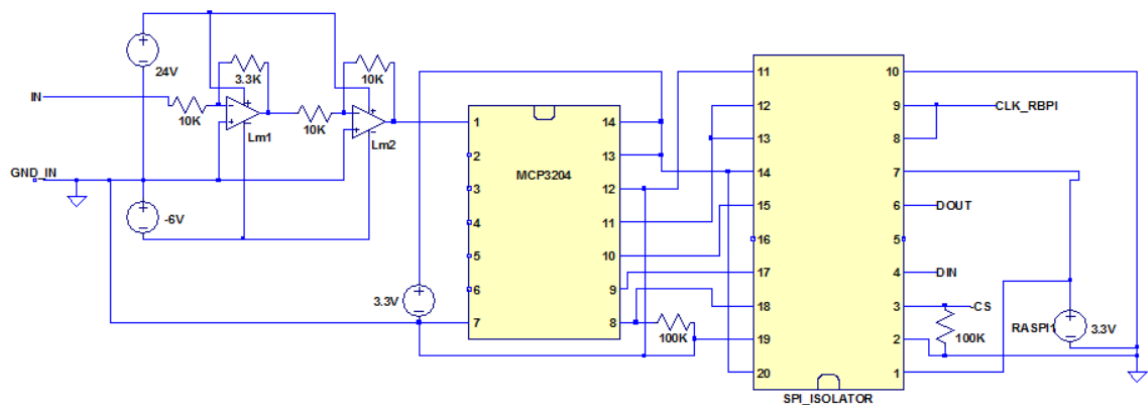 24V
3.3K
10K
IN
10K
Lm1
10K
Lm2
GND_IN
-6V
3.3V
MCP3204
1
2
3
4
5
6
7
14
13
12
11
10
9
8
100K
11
12
13
14
15
16
17
18
19
20
10
9
8
7
6
5
4
3
2
1
SPI_ISOLATOR
CLK_RBPI
DOUT
DIN
-CS
100K
RASPI1
3.3V